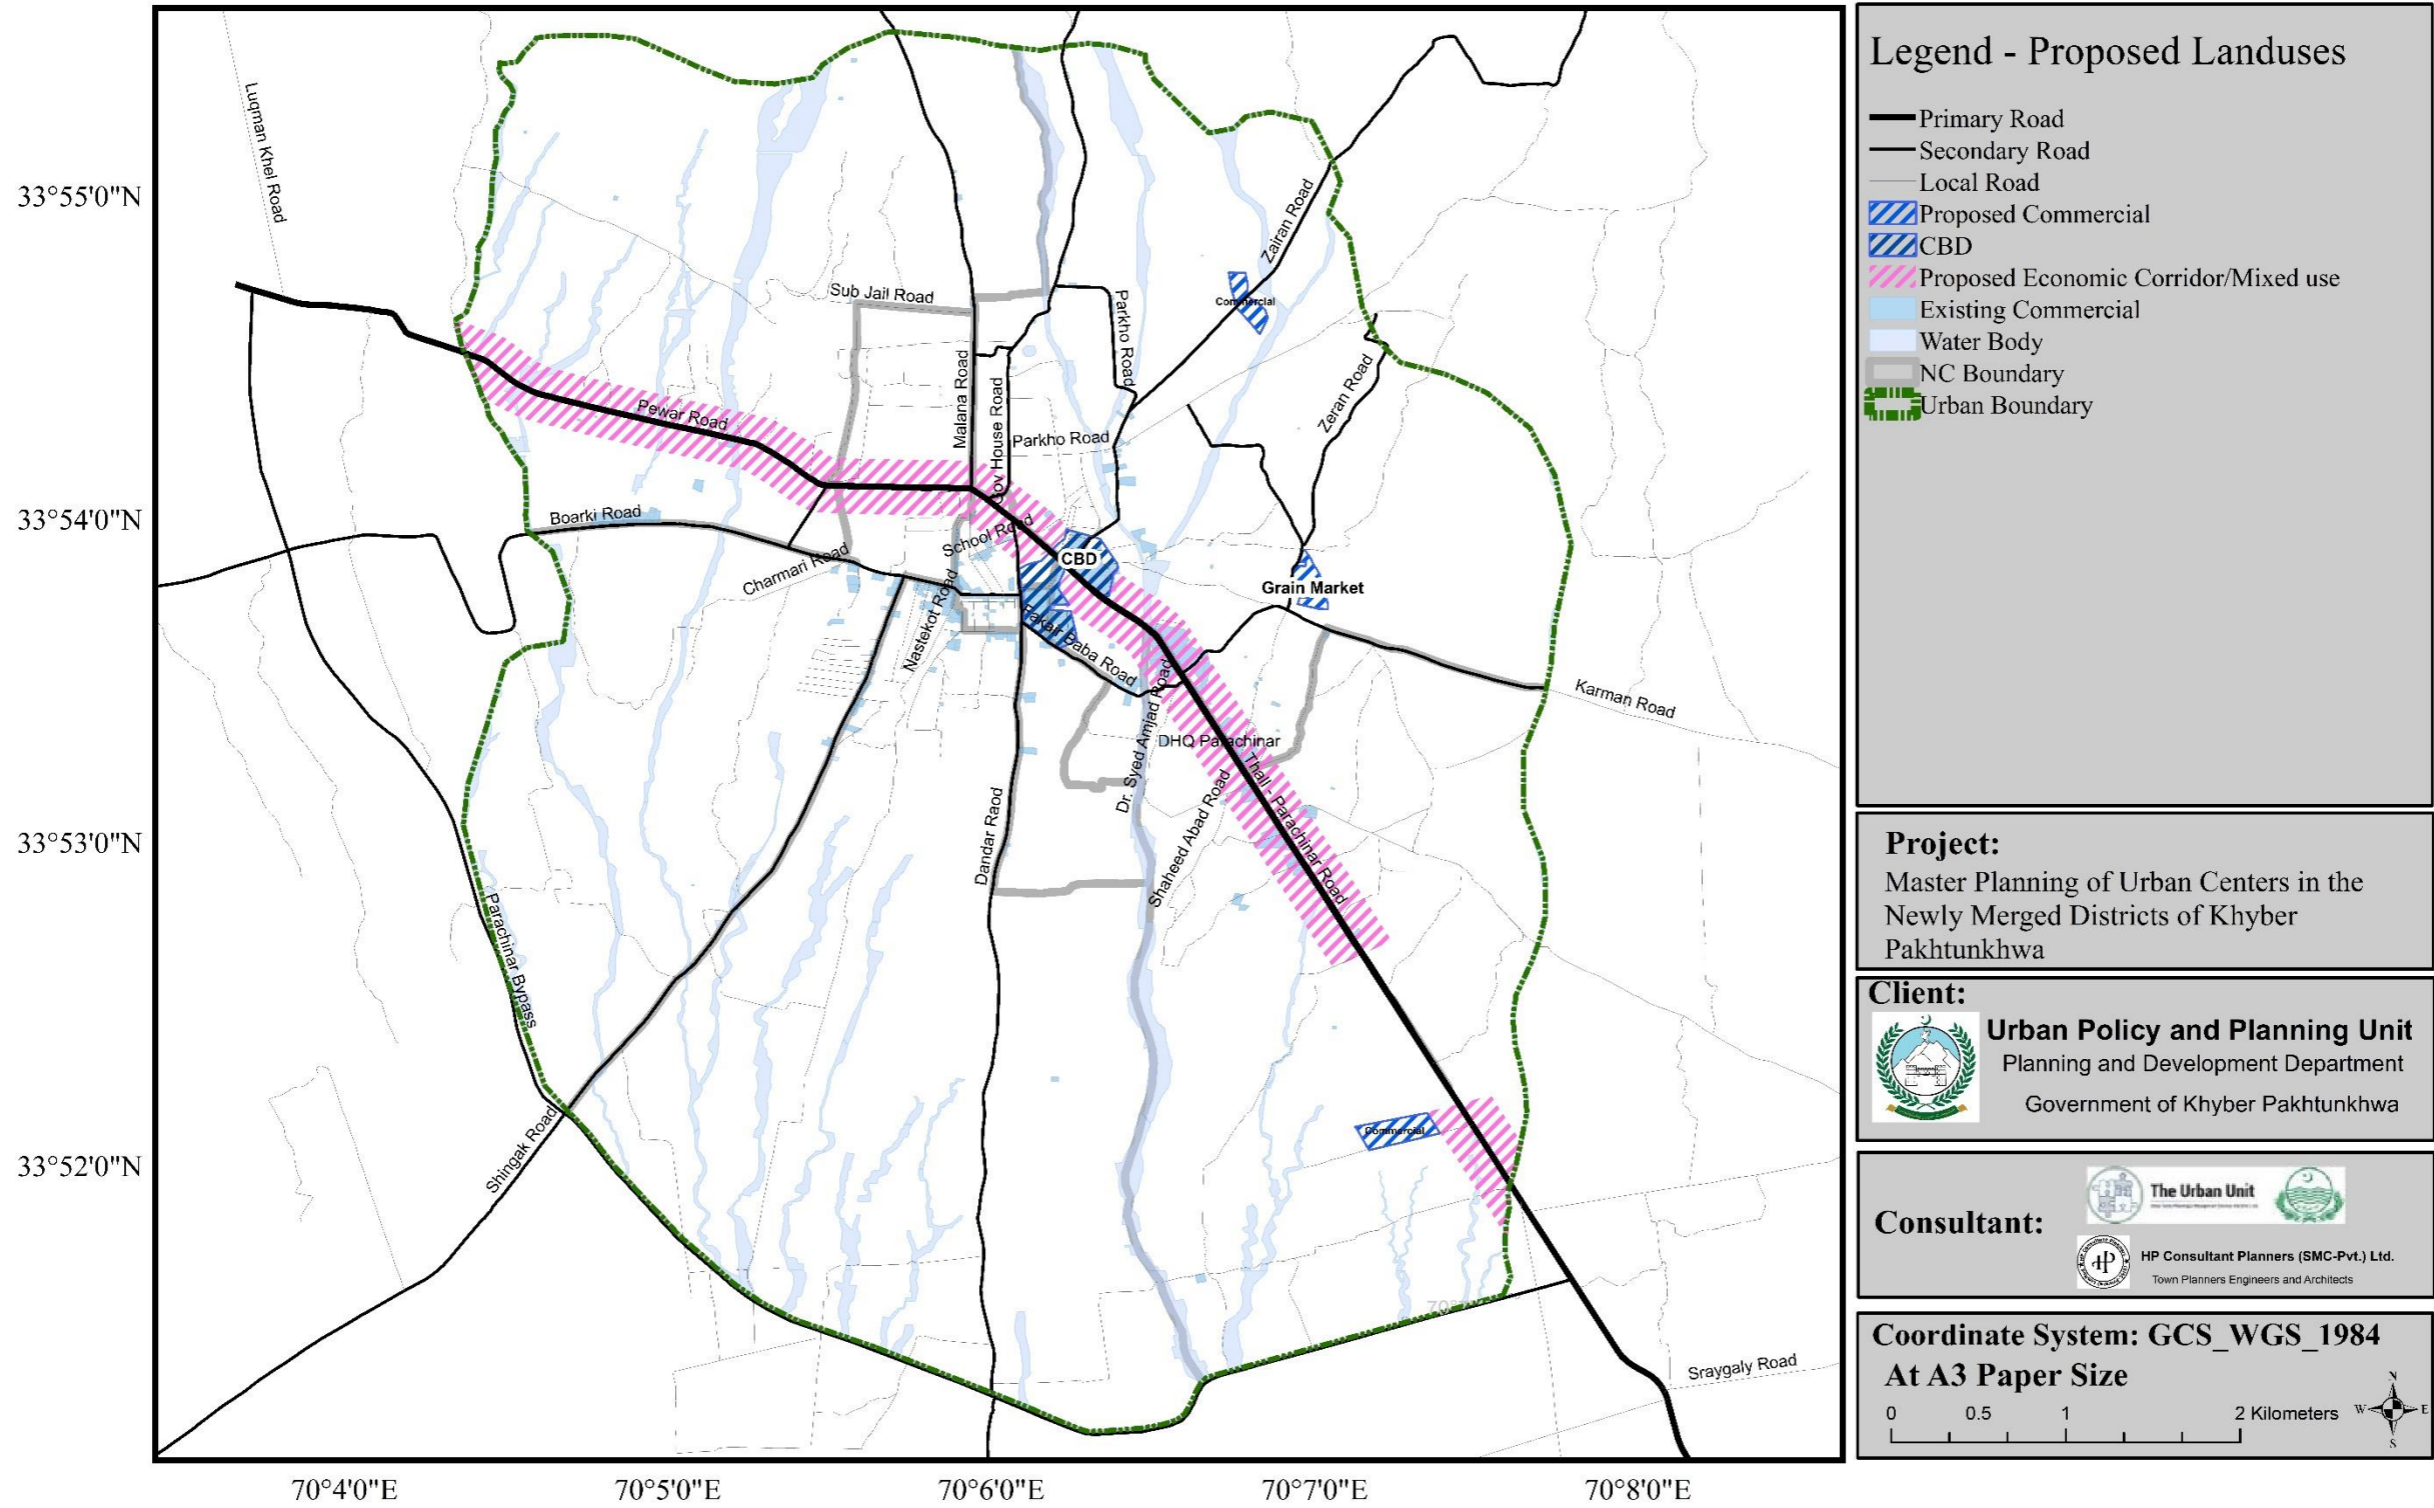 Legend - Proposed Landuses
Primary Road
Secondary Road
Local Road
Proposed Commercial
CBD
Proposed Economic Corridor/Mixed use
Existing Commercial
Water Body
NC Boundary
Urban Boundary
Project:
Master Planning of Urban Centers in the
Newly Merged Districts of Khyber
Pakhtunkhwa
Client:
Urban Policy and Planning Unit
Planning and Development Department
Government of Khyber Pakhtunkhwa
Consultant:
The Urban Unit
HP
HP Consultant Planners (SMC-Pvt.) Ltd.
Town Planners Engineers and Architects
Coordinate System: GCS_WGS_1984
At A3 Paper Size
0 0.5 1 2 Kilometers
N
W E
S
33°55'0"N
33°54'0"N
33°53'0"N
33°52'0"N
70°4'0"E 70°5'0"E 70°6'0"E 70°7'0"E 70°8'0"E
Luqman Khel Road
Zairan Road
Commercial
Sub Jail Road
Parkho Road
Malana Road
Gov House Road
Zeran Road
Pewar Road
Parkho Road
Boarki Road
School Road
Charmari Road
CBD
Grain Market
Nastekot Road
Fakair Baba Road
Karman Road
Dr. Syed Amjad Road
DHQ Parachinar
Thall - Parachinar Road
Shaheed Abad Road
Dandar Raod
Parachinar Bypass
Commercial
Shingak Road
Sraygaly Road